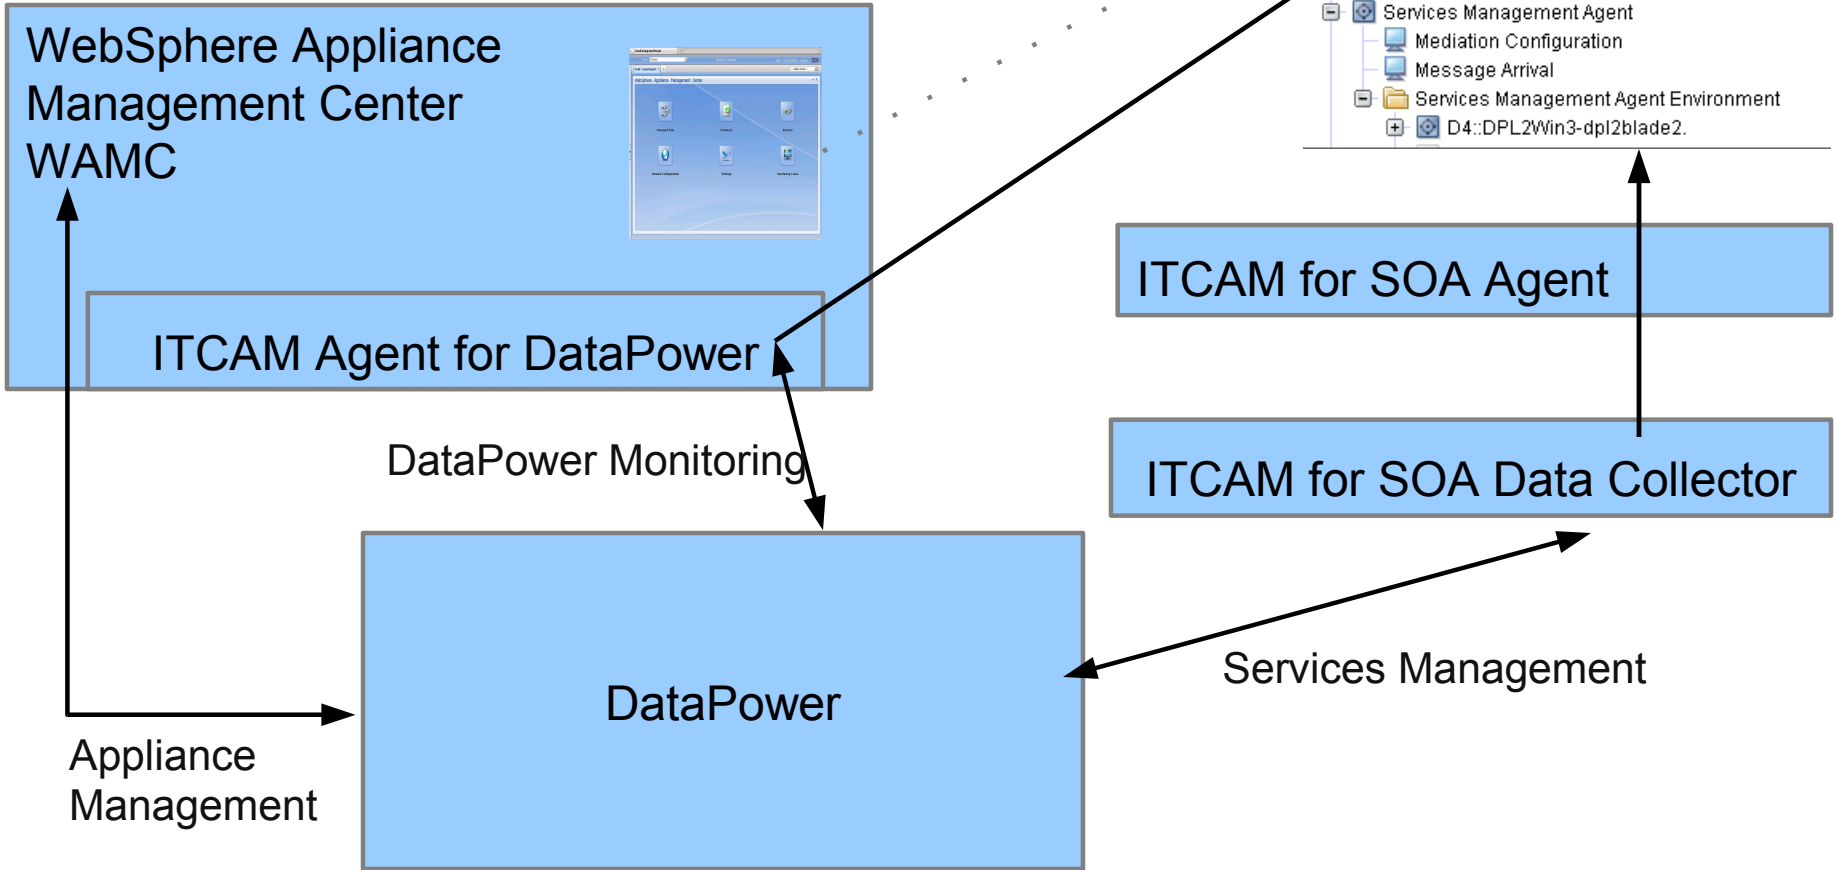 WebSphere Appliance
Management Center
WAMC
ITCAM Agent for DataPower
DataPower Monitoring
Services Management Agent
Mediation Configuration
Message Arrival
Services Management Agent Environment
D4::DPL2Win3-dpl2blade2.
ITCAM for SOA Agent
ITCAM for SOA Data Collector
Services Management
DataPower
Appliance
Management